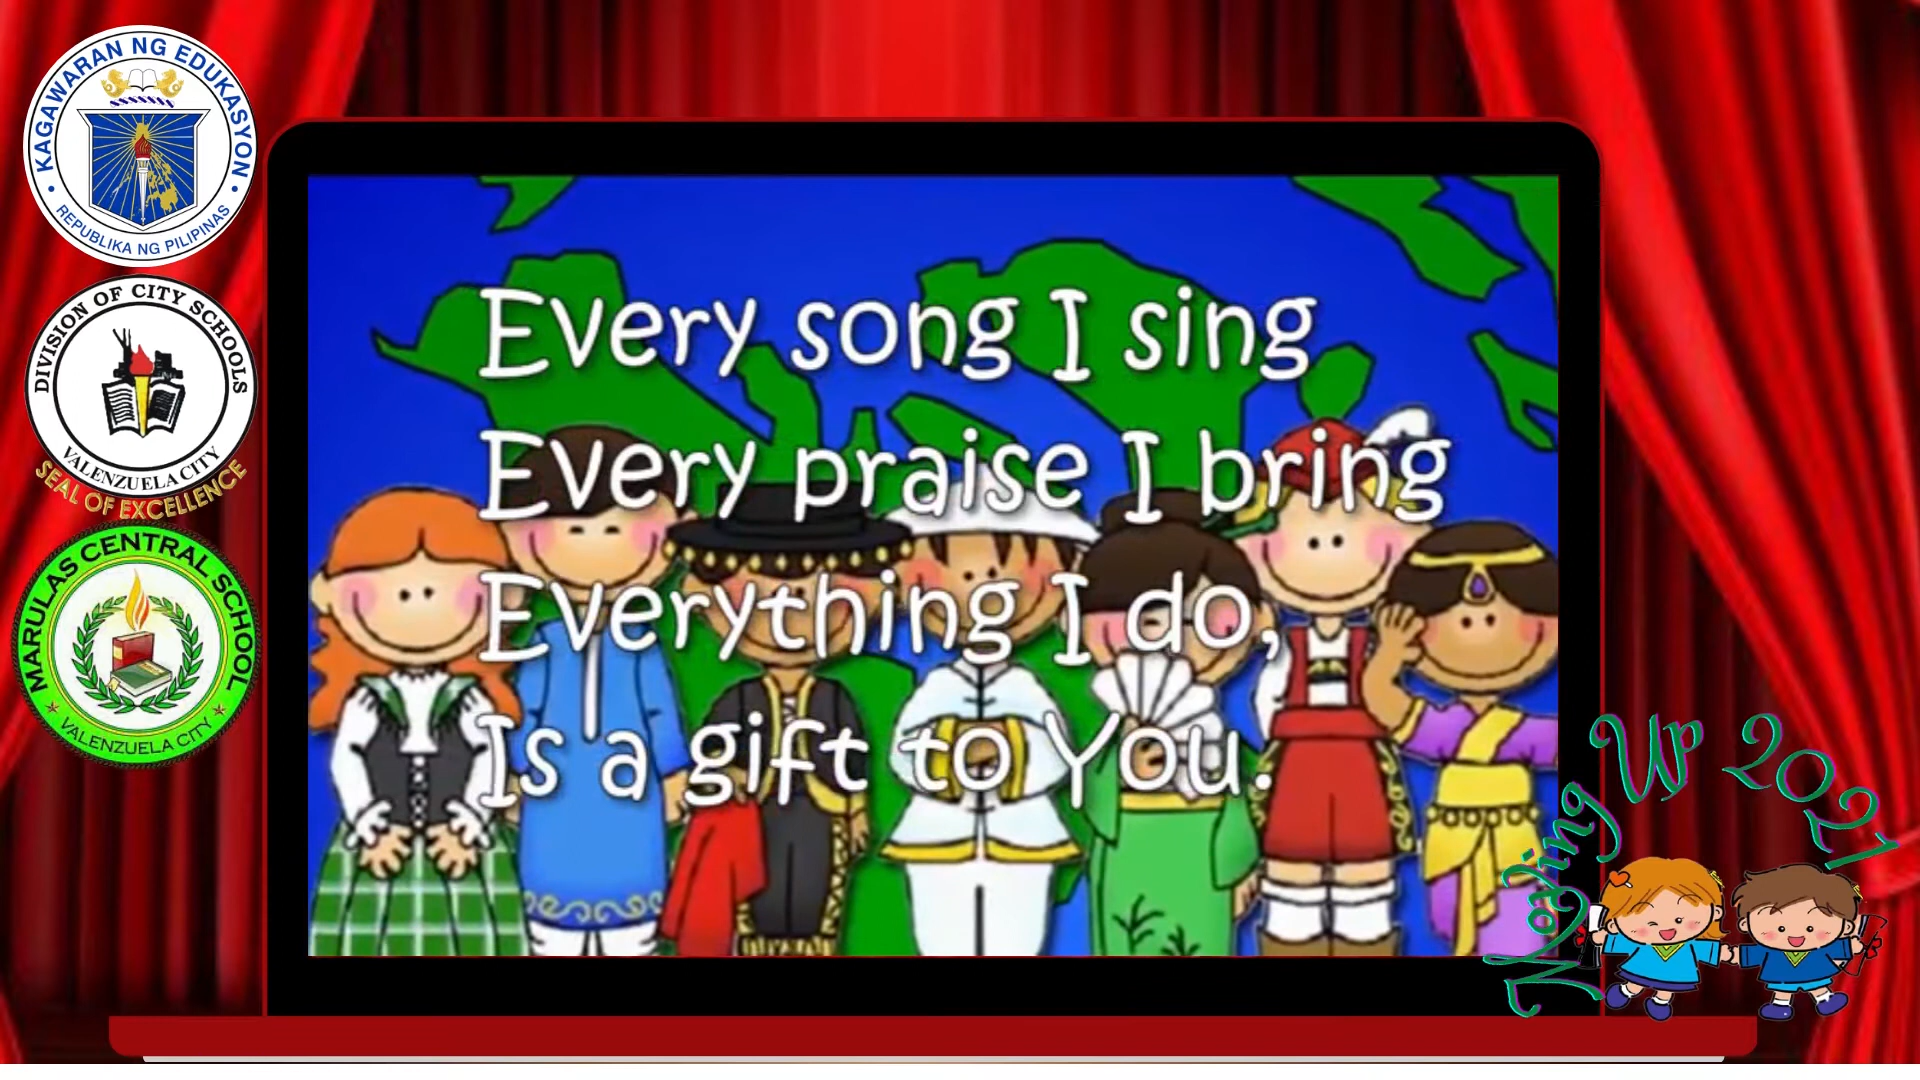 KAGAWARAN NG EDUKASYON
REPUBLIKA NG PILIPINAS
DIVISION OF CITY SCHOOLS
VALENZUELA CITY
SEAL OF EXCELLENCE
MARULAS CENTRAL SCHOOL
VALENZUELA CITY
Every song I sing
Every praise I bring
Everything I do,
Is a gift to You.
Moving Up 2021